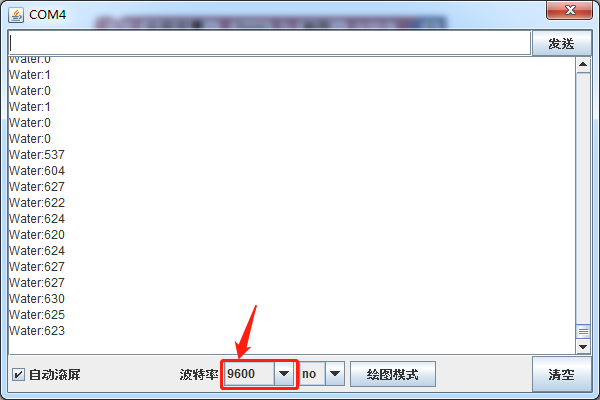 COM4
发送
Water:0
Water:1
Water:0
Water:1
Water:0
Water:0
Water:537
Water:604
Water:627
Water:622
Water:624
Water:620
Water:624
Water:627
Water:627
Water:630
Water:625
Water:623
自动滚屏 波特率 9600 no 绘图模式 清空